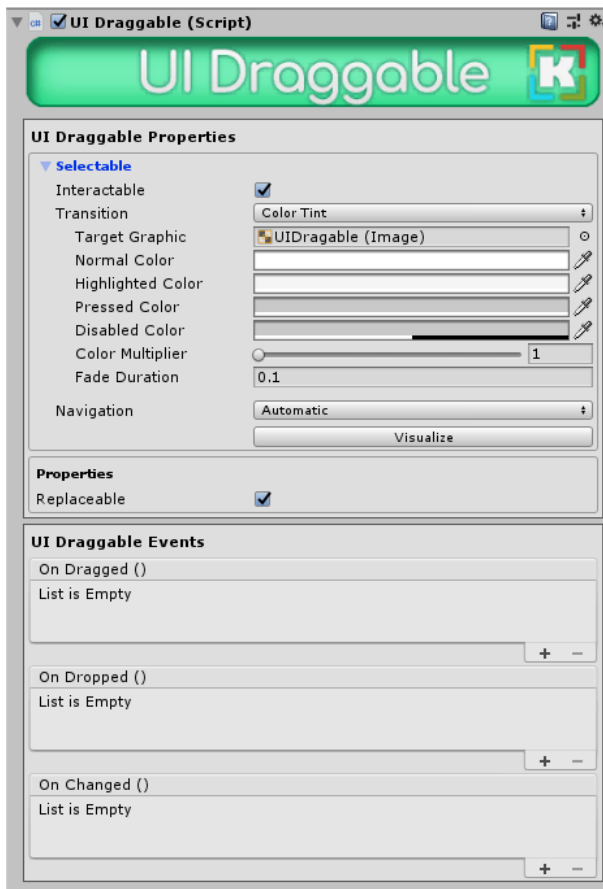 UI Draggable (Script)
UI Draggable K
UI Draggable Properties
Selectable
Interactable
Transition Color Tint
Target Graphic UIDragable (Image)
Normal Color
Highlighted Color
Pressed Color
Disabled Color
Color Multiplier 1
Fade Duration 0.1
Navigation Automatic
Visualize
Properties
Replaceable
UI Draggable Events
On Dragged ()
List is Empty
+ −
On Dropped ()
List is Empty
+ −
On Changed ()
List is Empty
+ −